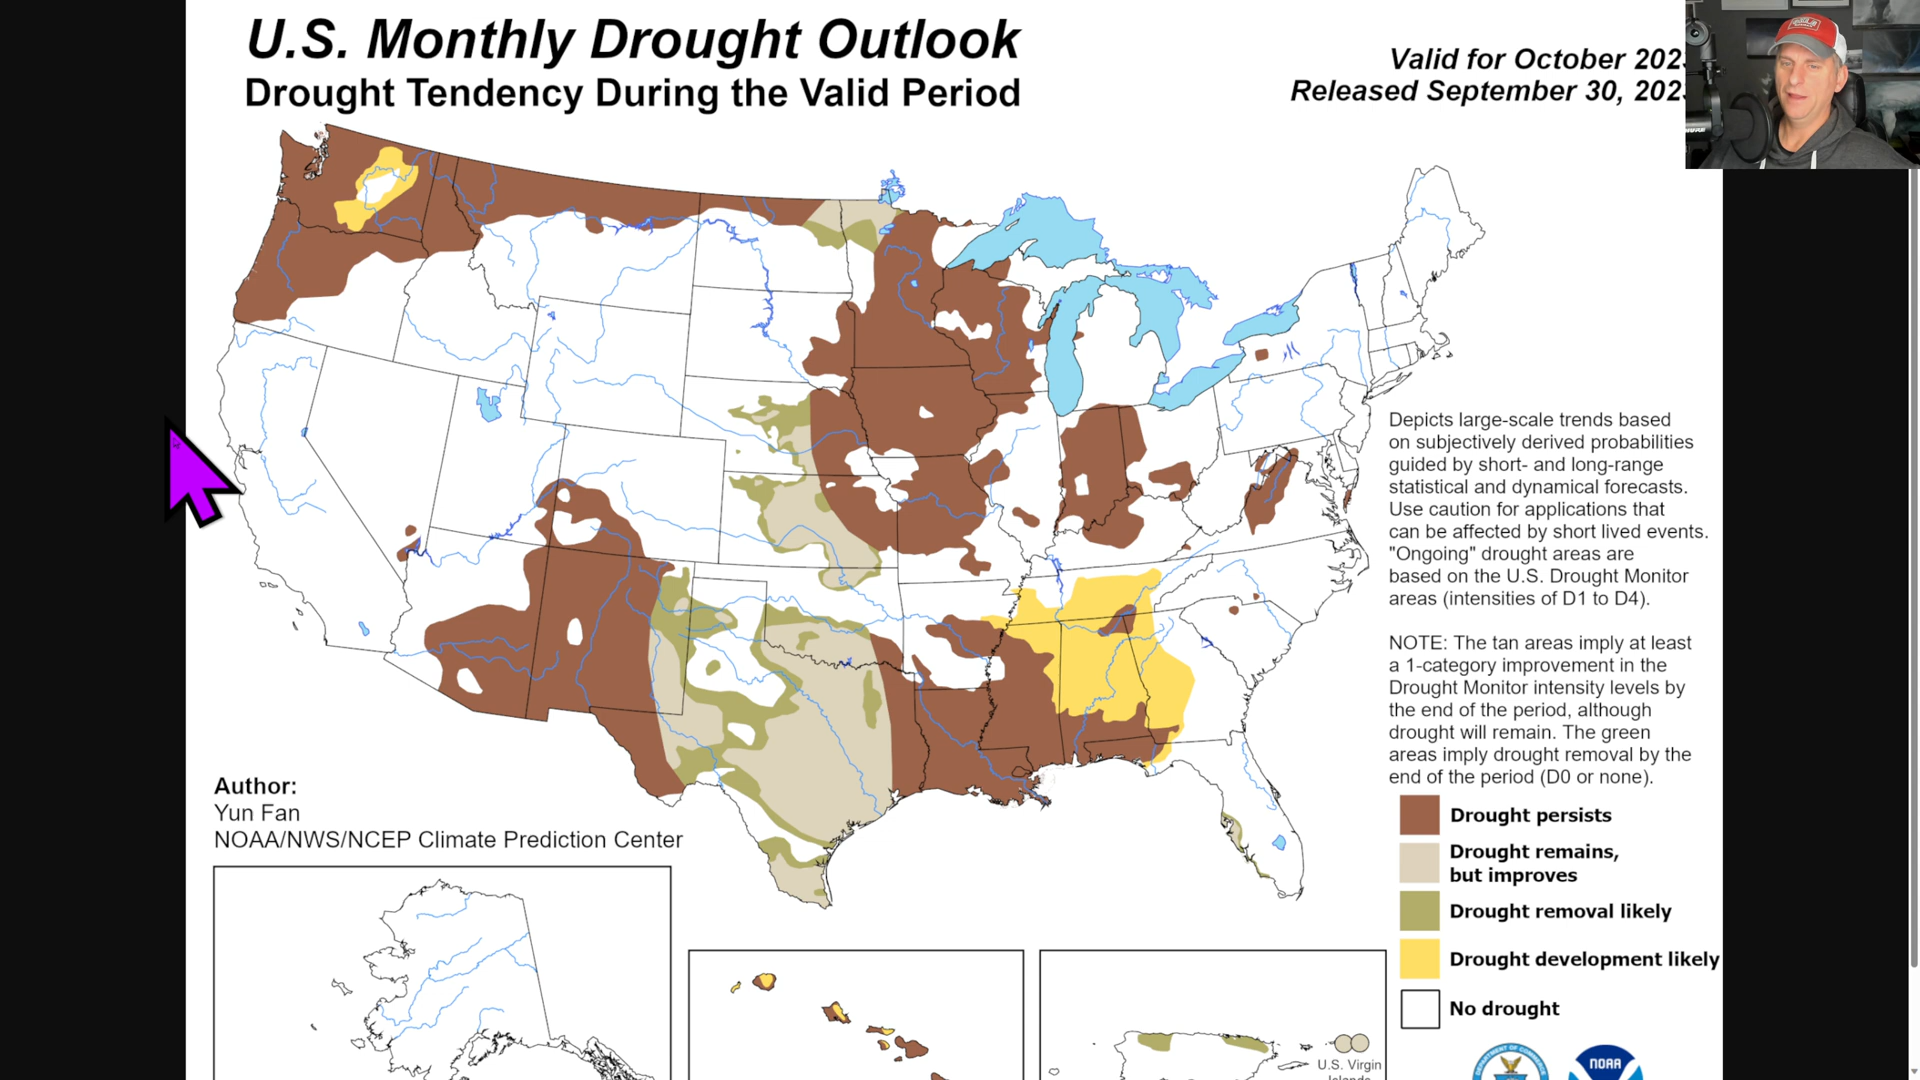 U.S. Monthly Drought Outlook
Drought Tendency During the Valid Period
Valid for October
Released September 30,
Depicts large-scale trends based
on subjectively derived probabilities
guided by short- and long-range
statistical and dynamical forecasts.
Use caution for applications that
can be affected by short lived events.
"Ongoing" drought areas are
based on the U.S. Drought Monitor
areas (intensities of D1 to D4).
NOTE: The tan areas imply at least
a 1-category improvement in the
Drought Monitor intensity levels by
the end of the period, although
drought will remain. The green
areas imply drought removal by the
end of the period (D0 or none).
Author:
Yun Fan
NOAA/NWS/NCEP Climate Prediction Center
Drought persists
Drought remains,
but improves
Drought removal likely
Drought development likely
No drought
U.S. Virgin
Islands
NOAA